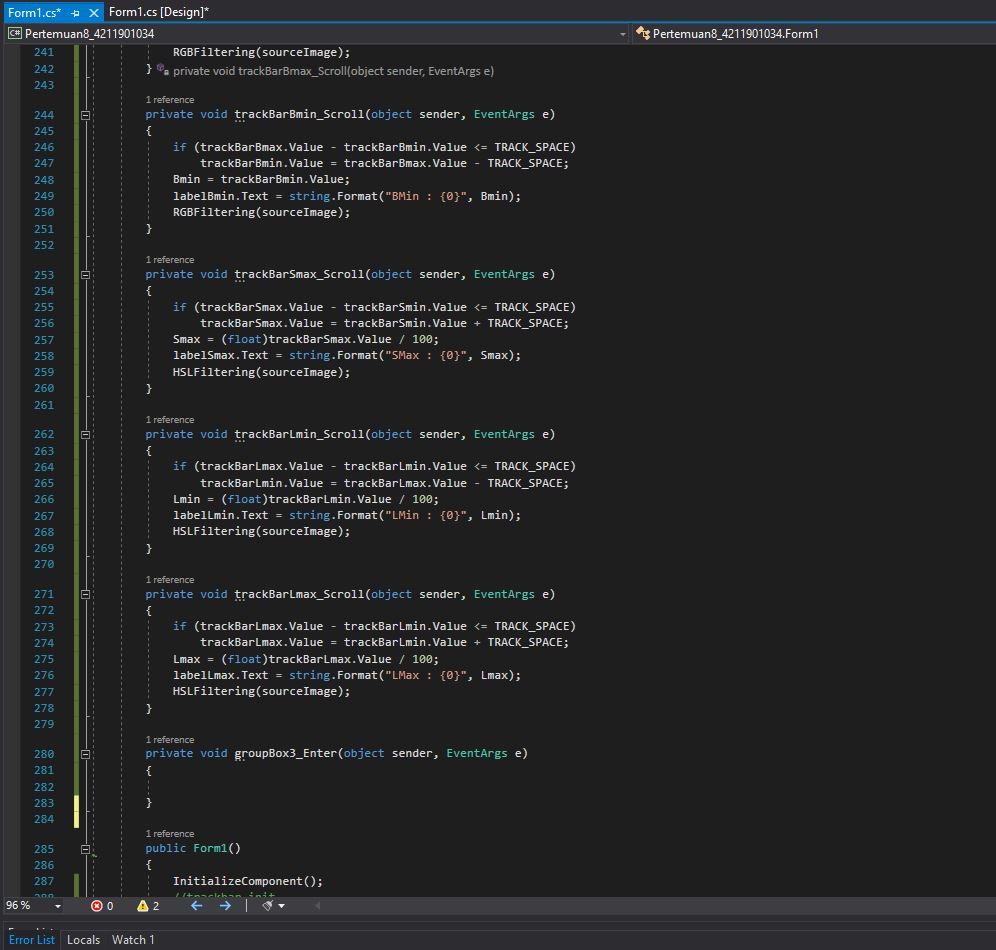 Form1.cs* Form1.cs [Design]*
C# Pertemuan8_4211901034 Pertemuan8_4211901034.Form1
241 RGBFiltering(sourceImage);
242 } private void trackBarBmax_Scroll(object sender, EventArgs e)
243
1 reference
244 private void trackBarBmin_Scroll(object sender, EventArgs e)
245 {
246 if (trackBarBmax.Value - trackBarBmin.Value <= TRACK_SPACE)
247 trackBarBmin.Value = trackBarBmax.Value - TRACK_SPACE;
248 Bmin = trackBarBmin.Value;
249 labelBmin.Text = string.Format("BMin : {0}", Bmin);
250 RGBFiltering(sourceImage);
251 }
252
1 reference
253 private void trackBarSmax_Scroll(object sender, EventArgs e)
254 {
255 if (trackBarSmax.Value - trackBarSmin.Value <= TRACK_SPACE)
256 trackBarSmax.Value = trackBarSmin.Value + TRACK_SPACE;
257 Smax = (float)trackBarSmax.Value / 100;
258 labelSmax.Text = string.Format("SMax : {0}", Smax);
259 HSLFiltering(sourceImage);
260 }
261
1 reference
262 private void trackBarLmin_Scroll(object sender, EventArgs e)
263 {
264 if (trackBarLmax.Value - trackBarLmin.Value <= TRACK_SPACE)
265 trackBarLmin.Value = trackBarLmax.Value - TRACK_SPACE;
266 Lmin = (float)trackBarLmin.Value / 100;
267 labelLmin.Text = string.Format("LMin : {0}", Lmin);
268 HSLFiltering(sourceImage);
269 }
270
1 reference
271 private void trackBarLmax_Scroll(object sender, EventArgs e)
272 {
273 if (trackBarLmax.Value - trackBarLmin.Value <= TRACK_SPACE)
274 trackBarLmax.Value = trackBarLmin.Value + TRACK_SPACE;
275 Lmax = (float)trackBarLmax.Value / 100;
276 labelLmax.Text = string.Format("LMax : {0}", Lmax);
277 HSLFiltering(sourceImage);
278 }
279
1 reference
280 private void groupBox3_Enter(object sender, EventArgs e)
281 {
282
283 }
284
1 reference
285 public Form1()
286 {
287 InitializeComponent();
288 //trackbar init
96 % 0 2
Error List Locals Watch 1